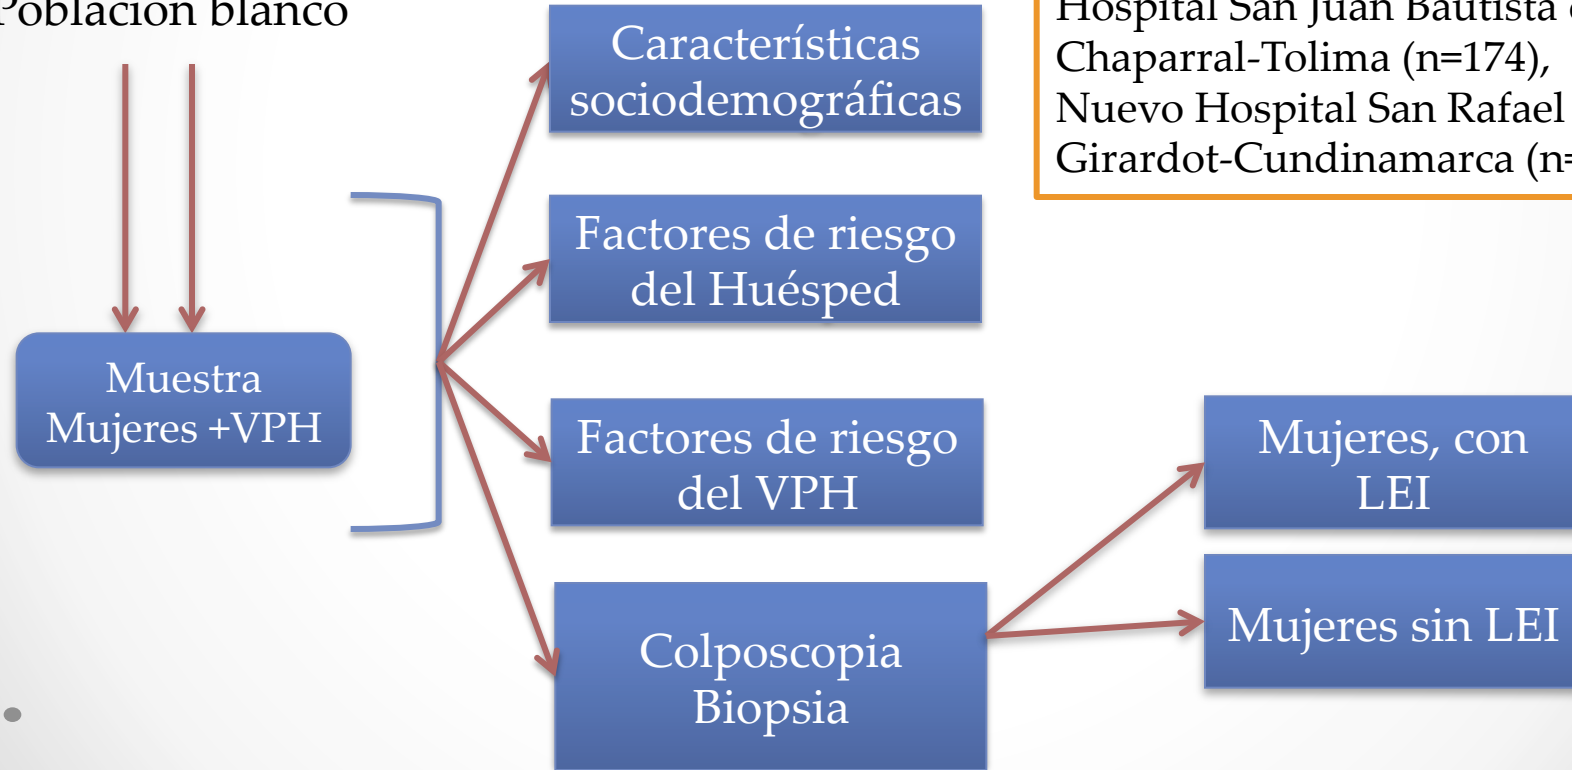 Población blanco
Características
sociodemográficas
Hospital San Juan Bautista
Chaparral-Tolima (n=174),
Nuevo Hospital San Rafael
Girardot-Cundinamarca (n=
Factores de riesgo
del Huésped
Muestra
Mujeres +VPH
Factores de riesgo
del VPH
Mujeres, con
LEI
Colposcopia
Biopsia
Mujeres sin LEI